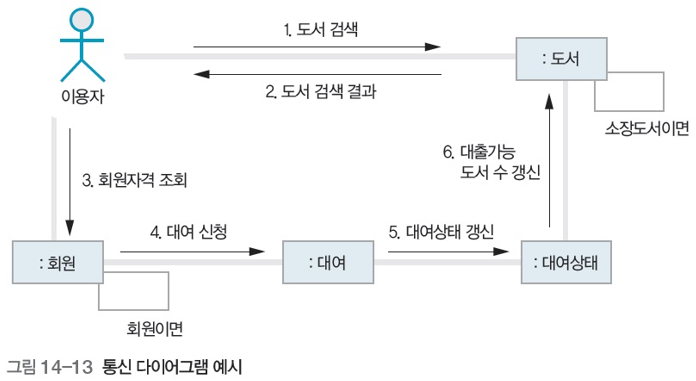 1. 도서 검색
: 도서
2. 도서 검색 결과
이용자
소장도서이면
6. 대출가능
도서 수 갱신
3. 회원자격 조회
4. 대여 신청
5. 대여상태 갱신
: 회원
: 대여
: 대여상태
회원이면
그림 14-13 통신 다이어그램 예시